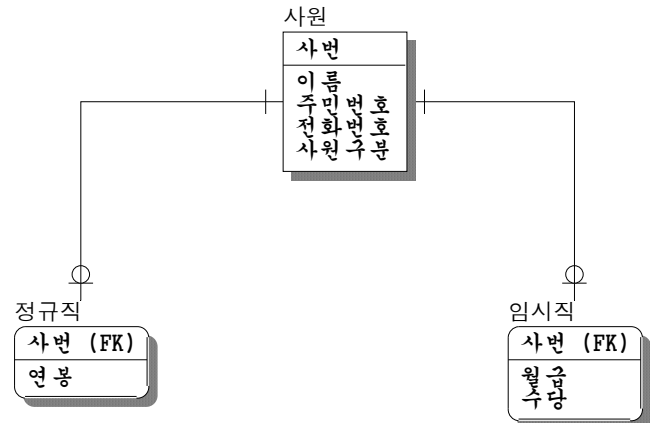 사원
사번
이름
주민번호
전화번호
사원구분
정규직
사번 (FK)
연봉
임시직
사번 (FK)
월급
수당